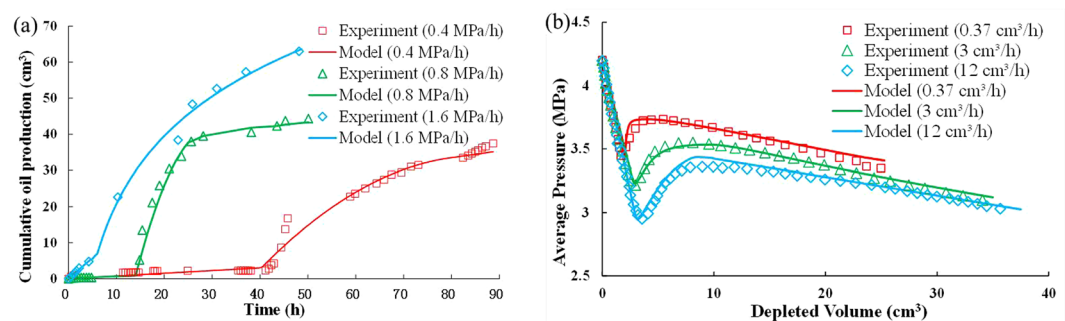 (a)
70
60
50
40
30
20
10
0
Cumulative oil production (cm³)
0 10 20 31 40 50 60 70 80 89
Time (h)
Experiment (0.4 MPa/h)
Model (0.4 MPa/h)
Experiment (0.8 MPa/h)
Model (0.8 MPa/h)
Experiment (1.6 MPa/h)
Model (1.6 MPa/h)
(b)
4.5
4
3.5
3
2.5
Average Pressure (MPa)
0 10 20 30 40
Depleted Volume (cm³)
Experiment (0.37 cm³/h)
Experiment (3 cm³/h)
Experiment (12 cm³/h)
Model (0.37 cm³/h)
Model (3 cm³/h)
Model (12 cm³/h)